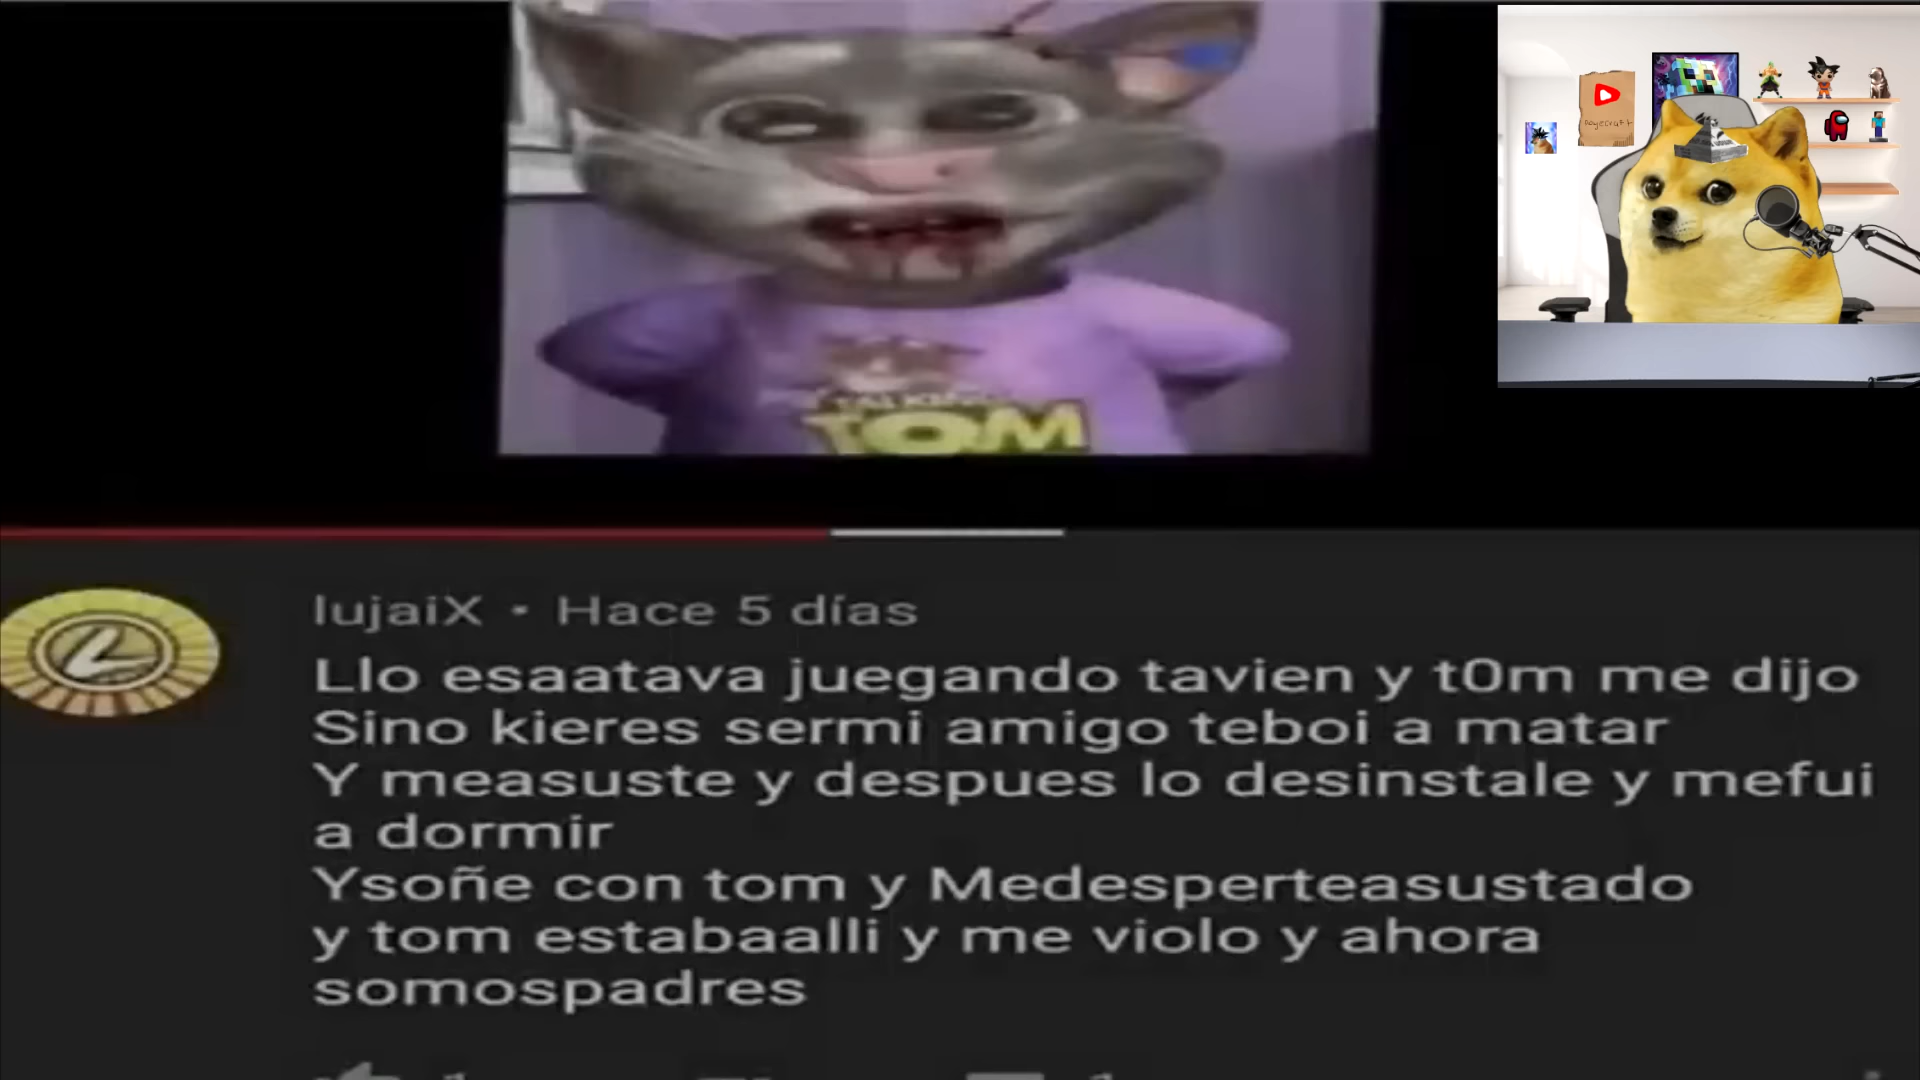 TALKING
TOM
lujaiX • Hace 5 días
Llo esaatava juegando tavien y t0m me dijo
Sino kieres sermi amigo teboi a matar
Y measuste y despues lo desinstale y mefui
a dormir
Ysoñe con tom y Medesperteasustado
y tom estabaalli y me violo y ahora
somospadres